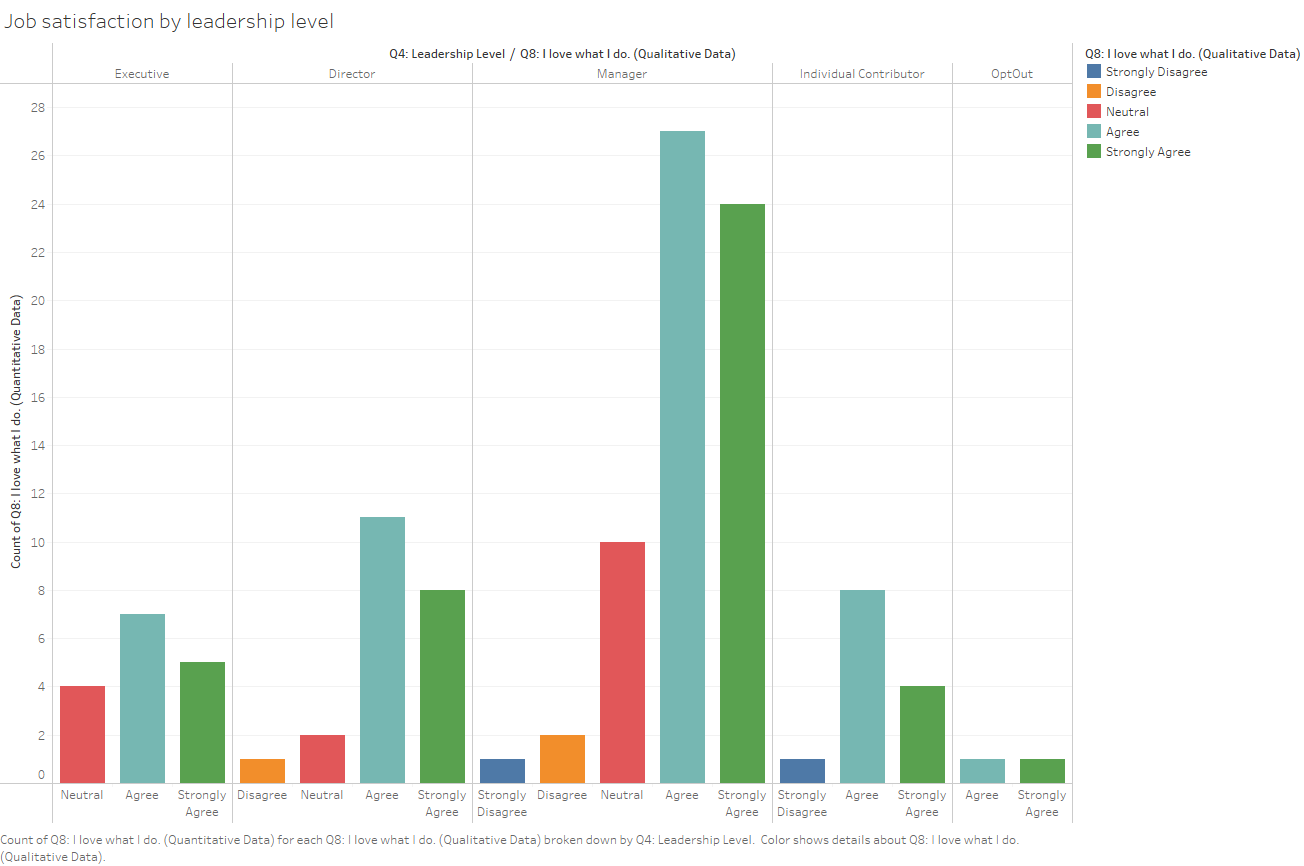 Job satisfaction by leadership level
Q4: Leadership Level / Q8: I love what I do. (Qualitative Data)
Executive
Director
Manager
Individual Contributor
OptOut
Q8: I love what I do. (Qualitative Data)
Strongly Disagree
Disagree
Neutral
Agree
Strongly Agree
Count of Q8: I love what I do. (Quantitative Data)
28
26
24
22
20
18
16
14
12
10
8
6
4
2
0
Neutral
Agree
Strongly
Agree
Disagree
Neutral
Agree
Strongly
Agree
Strongly
Disagree
Disagree
Neutral
Agree
Strongly
Agree
Strongly
Disagree
Agree
Strongly
Agree
Agree
Strongly
Agree
Count of Q8: I love what I do. (Quantitative Data) for each Q8: I love what I do. (Qualitative Data) broken down by Q4: Leadership Level.  Color shows details about Q8: I love what I do.
(Qualitative Data).